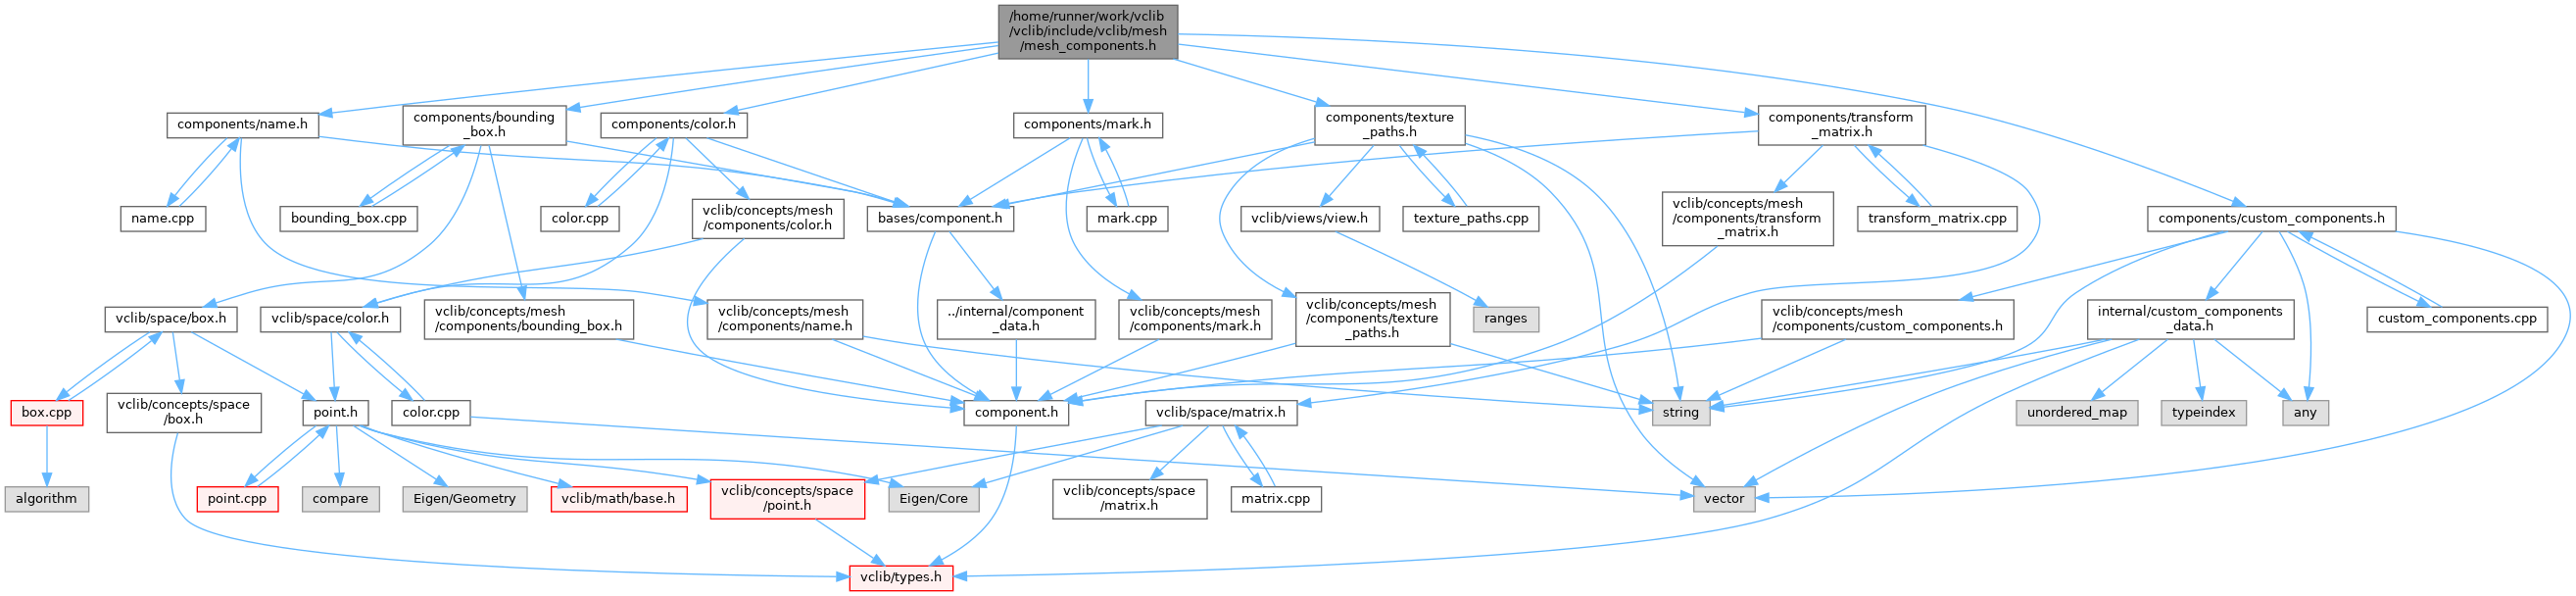 /home/runner/work/vclib
/vclib/include/vclib/mesh
/mesh_components.h
components/name.h
components/bounding
_box.h
components/color.h
components/mark.h
components/texture
_paths.h
components/transform
_matrix.h
name.cpp
bounding_box.cpp
color.cpp
vclib/concepts/mesh
/components/color.h
bases/component.h
mark.cpp
vclib/views/view.h
texture_paths.cpp
vclib/concepts/mesh
/components/transform
_matrix.h
transform_matrix.cpp
components/custom_components.h
vclib/space/box.h
vclib/space/color.h
vclib/concepts/mesh
/components/bounding_box.h
vclib/concepts/mesh
/components/name.h
../internal/component
_data.h
vclib/concepts/mesh
/components/mark.h
vclib/concepts/mesh
/components/texture
_paths.h
ranges
vclib/concepts/mesh
/components/custom_components.h
internal/custom_components
_data.h
custom_components.cpp
box.cpp
vclib/concepts/space
/box.h
point.h
color.cpp
component.h
vclib/space/matrix.h
string
unordered_map
typeindex
any
algorithm
point.cpp
compare
Eigen/Geometry
vclib/math/base.h
vclib/concepts/space
/point.h
Eigen/Core
vclib/concepts/space
/matrix.h
matrix.cpp
vector
vclib/types.h